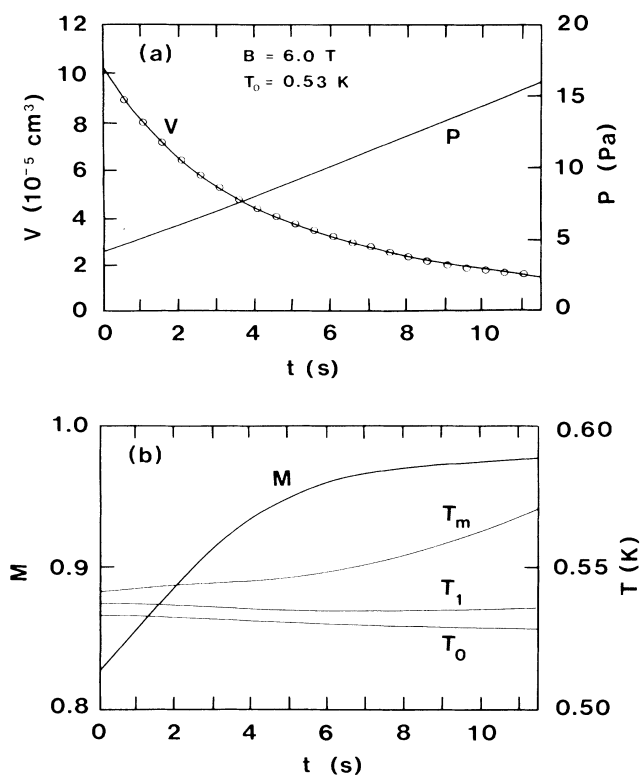 12
10
8
6
4
2
0
V (10⁻⁵ cm³)
(a)
B = 6.0 T
T₀ = 0.53 K
V
P
20
15
10
5
0
P (Pa)
0 2 4 6 8 10
t (s)
1.0
0.9
0.8
M
(b)
M
Tₘ
T₁
T₀
0.60
0.55
0.50
T (K)
0 2 4 6 8 10
t (s)